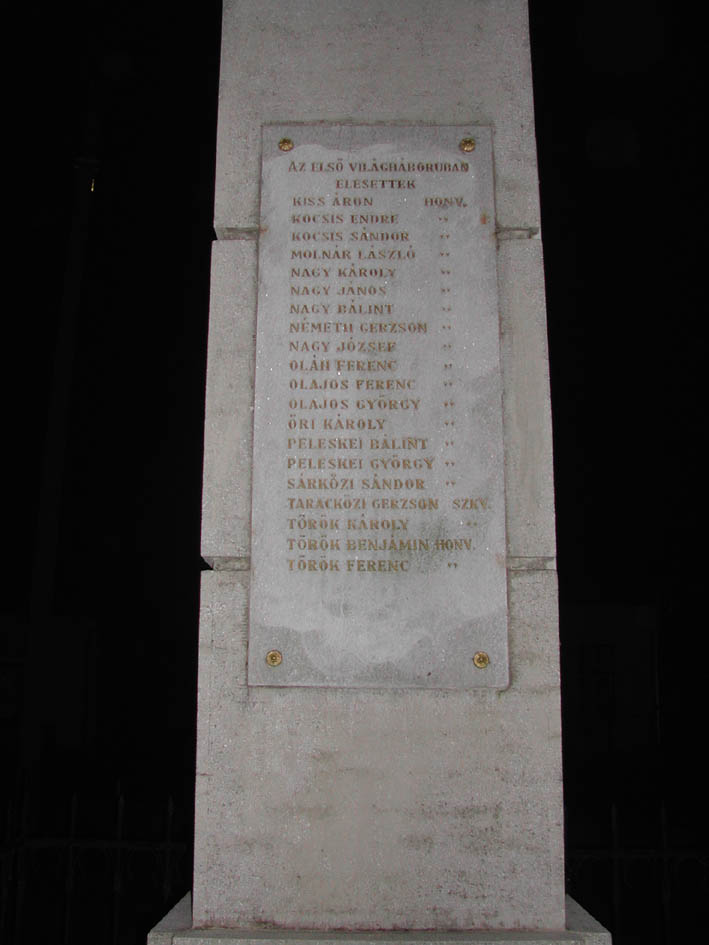 AZ ELSŐ VILÁGHÁBORUBAN
ELESETTEK
KISS ÁRON HONV.
KOCSIS ENDRE "
KOCSIS SÁNDOR "
MOLNÁR LÁSZLÓ "
NAGY KÁROLY "
NAGY JÁNOS "
NAGY BÁLINT "
NÉMETH GERZSON "
NAGY JÓZSEF "
OLÁH FERENC "
OLAJOS FERENC "
OLAJOS GYÖRGY "
ŐRI KÁROLY "
PELESKEI BÁLINT "
PELESKEI GYÖRGY "
SÁRKÖZI SÁNDOR "
TARACKÖZI GERZSON SZKV.
TÖRÖK KÁROLY "
TÖRÖK BENJÁMIN HONV.
TÖRÖK FERENC "